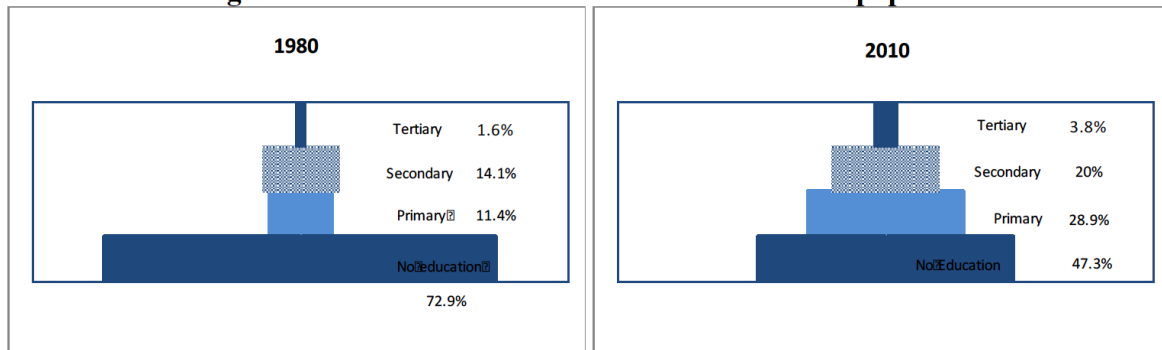 1980
Tertiary 1.6%
Secondary 14.1%
Primary 11.4%
No education
72.9%
2010
Tertiary 3.8%
Secondary 20%
Primary 28.9%
No Education 47.3%